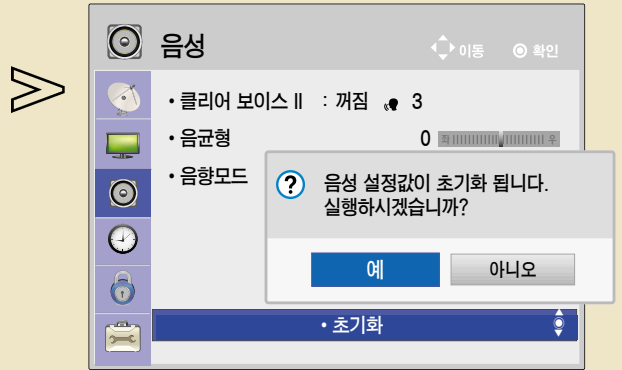 음성 이동 확인
• 클리어 보이스 II : 꺼짐 3
• 음균형 0 좌 우
• 음향모드
? 음성 설정값이 초기화 됩니다.
실행하시겠습니까?
예 아니오
• 초기화